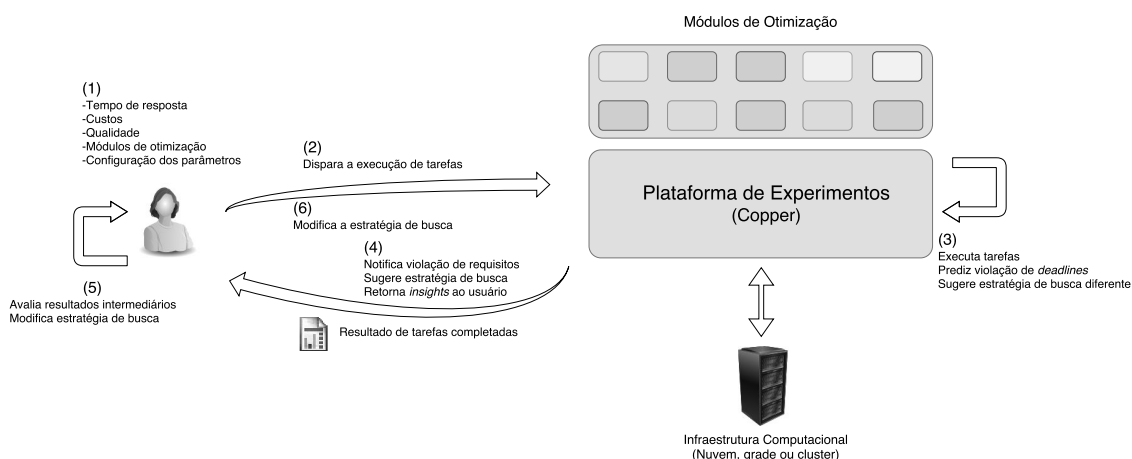 Módulos de Otimização
(1)
-Tempo de resposta
-Custos
-Qualidade
-Módulos de otimização
-Configuração dos parâmetros
(2)
Dispara a execução de tarefas
Plataforma de Experimentos
(Copper)
(6)
Modifica a estratégia de busca
(3)
Executa tarefas
Prediz violação de deadlines
Sugere estratégia de busca diferente
(4)
Notifica violação de requisitos
Sugere estratégia de busca
Retorna insights ao usuário
(5)
Avalia resultados intermediários
Modifica estratégia de busca
Resultado de tarefas completadas
Infraestrutura Computacional
(Nuvem, grade ou cluster)